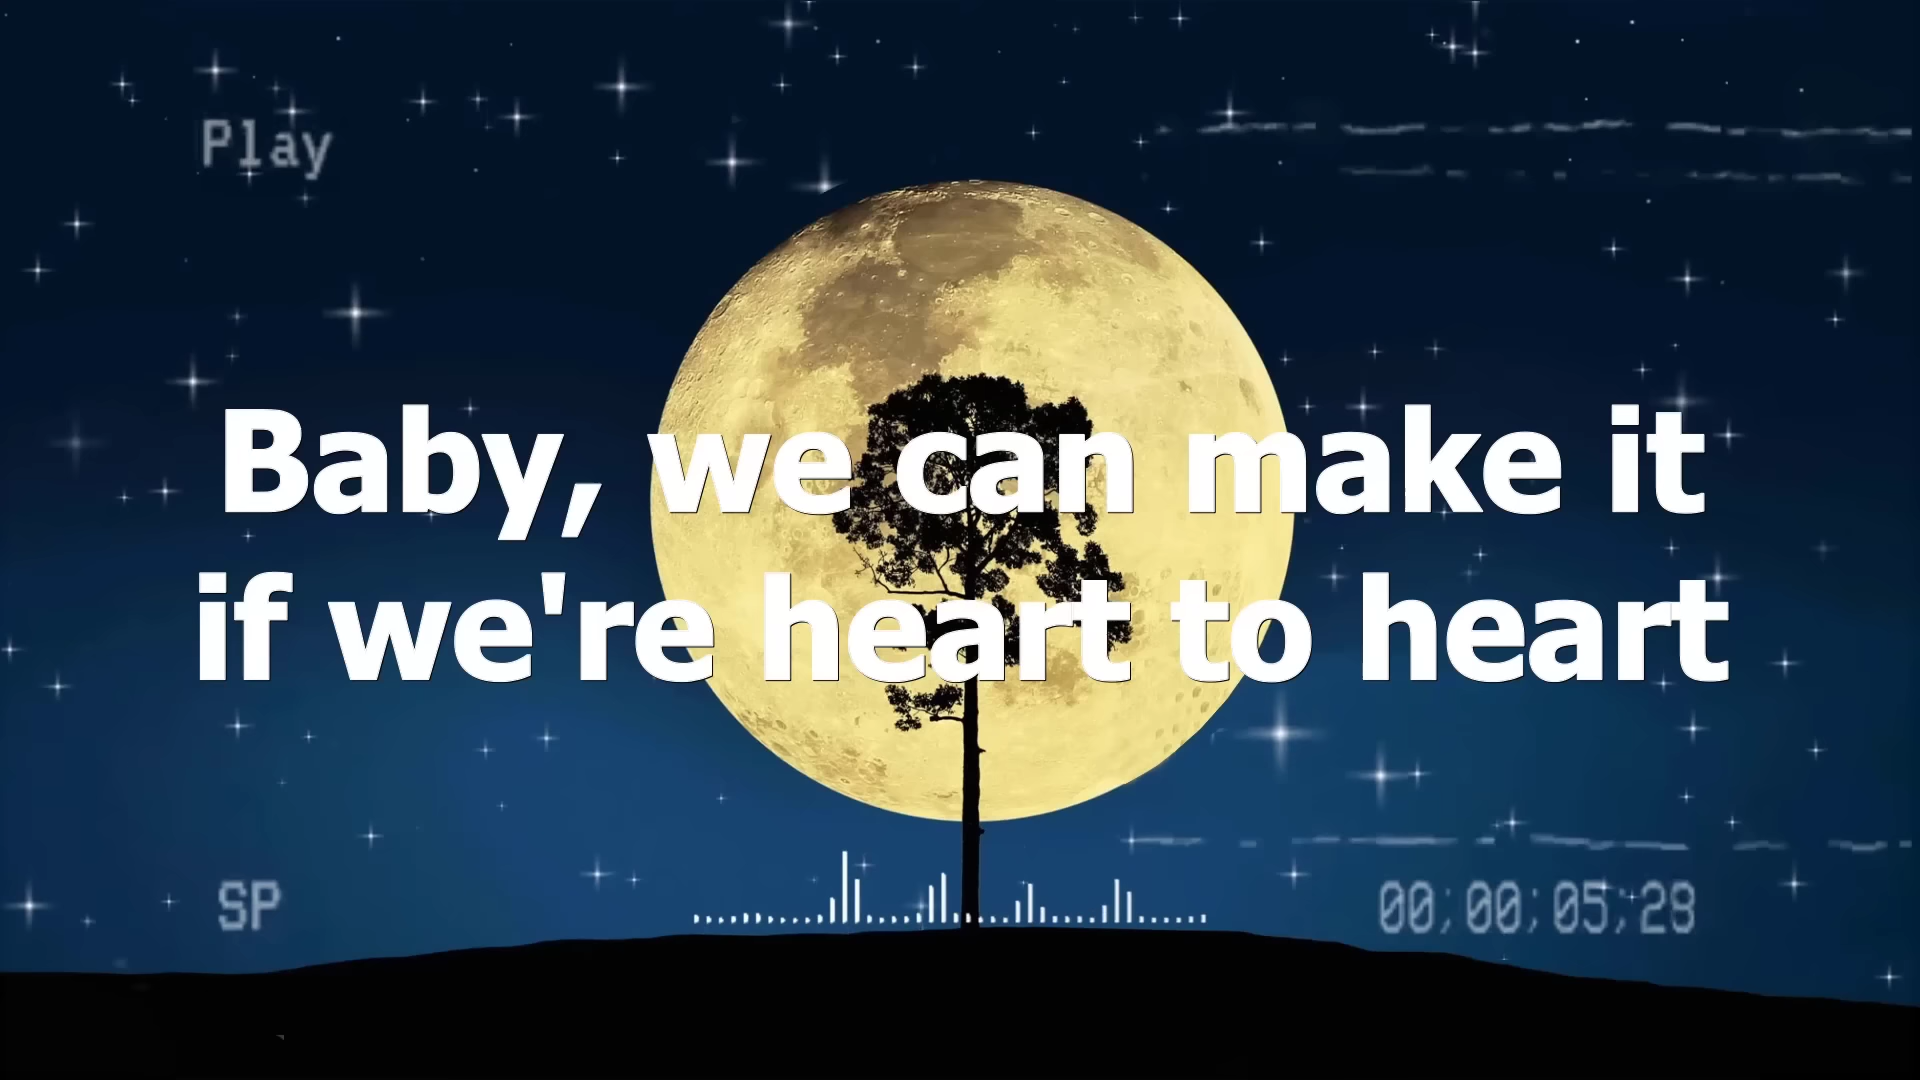 Play
Baby, we can make it
if we're heart to heart
SP
00;00;05;28